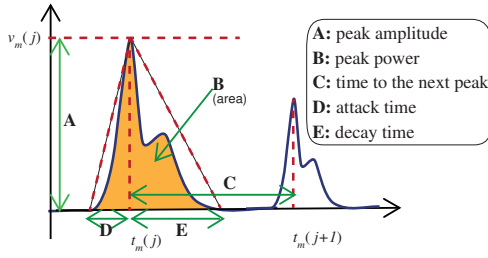 v_m(j)
A
B
(area)
C
D
E
t_m(j)
t_m(j+1)
A: peak amplitude
B: peak power
C: time to the next peak
D: attack time
E: decay time